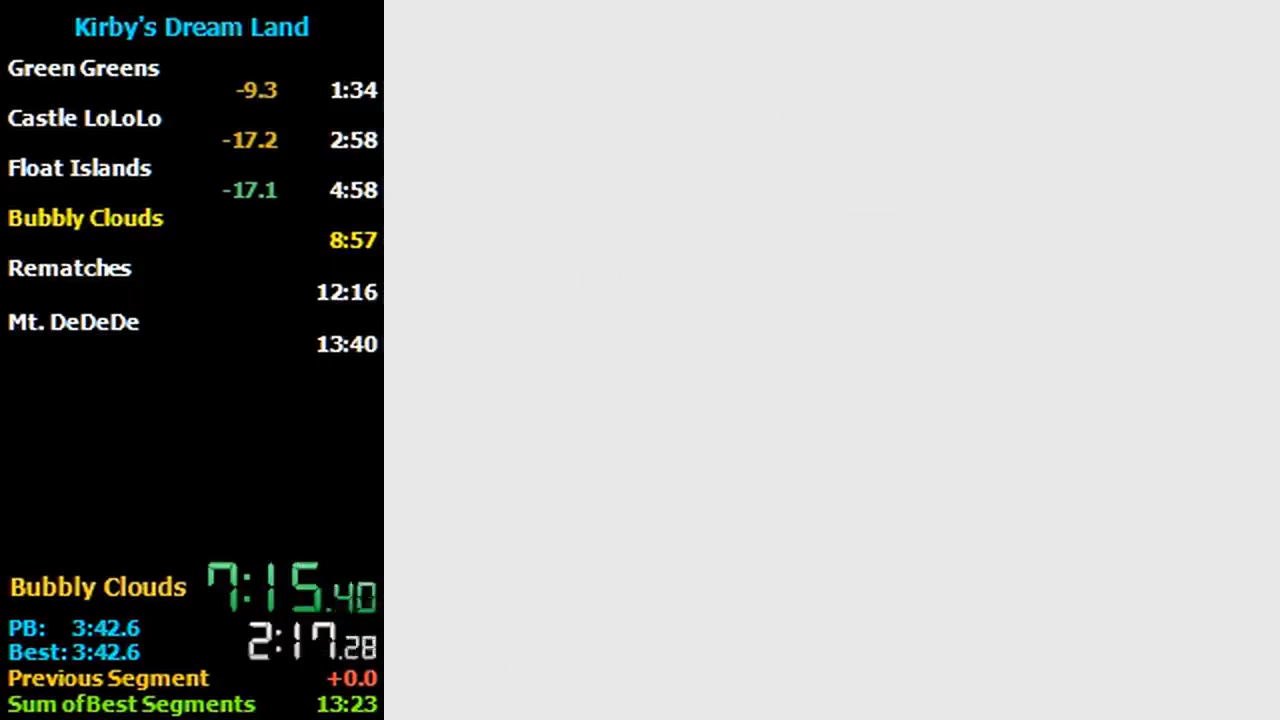 Kirby's Dream Land
Green Greens
-9.3 1:34
Castle LoLoLo
-17.2 2:58
Float Islands
-17.1 4:58
Bubbly Clouds
8:57
Rematches
12:16
Mt. DeDeDe
13:40
Bubbly Clouds 7:15.40
PB: 3:42.6
2:17.28
Best: 3:42.6
Previous Segment +0.0
Sum of Best Segments 13:23